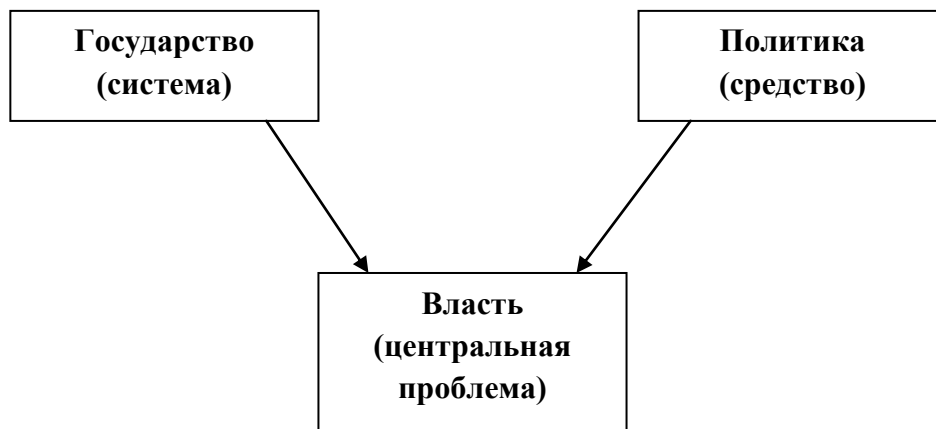 Государство
(система)
Политика
(средство)
Власть
(центральная
проблема)